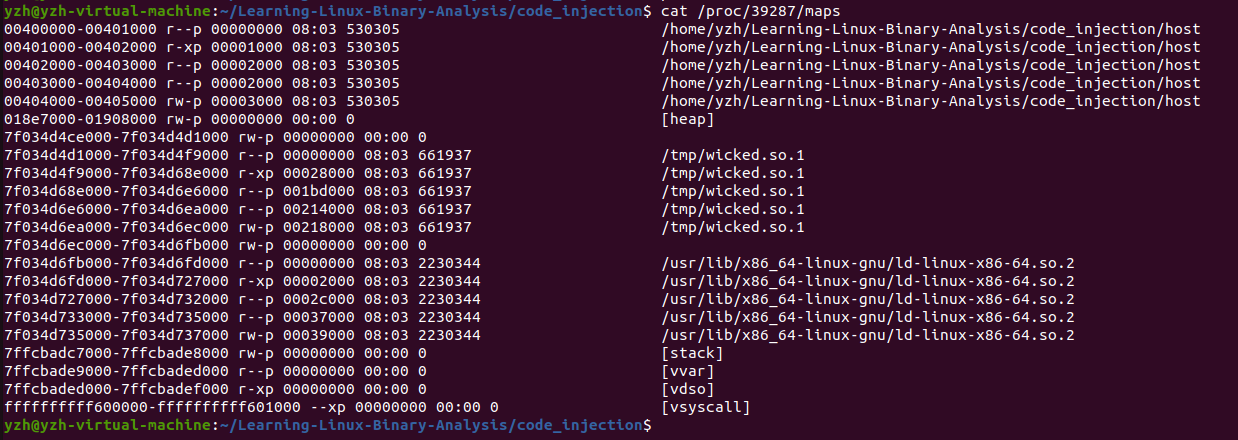 yzh@yzh-virtual-machine:~/Learning-Linux-Binary-Analysis/code_injection$ cat /proc/39287/maps
00400000-00401000 r--p 00000000 08:03 530305 /home/yzh/Learning-Linux-Binary-Analysis/code_injection/host
00401000-00402000 r-xp 00001000 08:03 530305 /home/yzh/Learning-Linux-Binary-Analysis/code_injection/host
00402000-00403000 r--p 00002000 08:03 530305 /home/yzh/Learning-Linux-Binary-Analysis/code_injection/host
00403000-00404000 r--p 00002000 08:03 530305 /home/yzh/Learning-Linux-Binary-Analysis/code_injection/host
00404000-00405000 rw-p 00003000 08:03 530305 /home/yzh/Learning-Linux-Binary-Analysis/code_injection/host
018e7000-01908000 rw-p 00000000 00:00 0 [heap]
7f034d4ce000-7f034d4d1000 rw-p 00000000 00:00 0
7f034d4d1000-7f034d4f9000 r--p 00000000 08:03 661937 /tmp/wicked.so.1
7f034d4f9000-7f034d68e000 r-xp 00028000 08:03 661937 /tmp/wicked.so.1
7f034d68e000-7f034d6e6000 r--p 001bd000 08:03 661937 /tmp/wicked.so.1
7f034d6e6000-7f034d6ea000 r--p 00214000 08:03 661937 /tmp/wicked.so.1
7f034d6ea000-7f034d6ec000 rw-p 00218000 08:03 661937 /tmp/wicked.so.1
7f034d6ec000-7f034d6fb000 rw-p 00000000 00:00 0
7f034d6fb000-7f034d6fd000 r--p 00000000 08:03 2230344 /usr/lib/x86_64-linux-gnu/ld-linux-x86-64.so.2
7f034d6fd000-7f034d727000 r-xp 00002000 08:03 2230344 /usr/lib/x86_64-linux-gnu/ld-linux-x86-64.so.2
7f034d727000-7f034d732000 r--p 0002c000 08:03 2230344 /usr/lib/x86_64-linux-gnu/ld-linux-x86-64.so.2
7f034d733000-7f034d735000 r--p 00037000 08:03 2230344 /usr/lib/x86_64-linux-gnu/ld-linux-x86-64.so.2
7f034d735000-7f034d737000 rw-p 00039000 08:03 2230344 /usr/lib/x86_64-linux-gnu/ld-linux-x86-64.so.2
7ffcbadc7000-7ffcbade8000 rw-p 00000000 00:00 0 [stack]
7ffcbade9000-7ffcbaded000 r--p 00000000 00:00 0 [vvar]
7ffcbaded000-7ffcbadef000 r-xp 00000000 00:00 0 [vdso]
ffffffffff600000-ffffffffff601000 --xp 00000000 00:00 0 [vsyscall]
yzh@yzh-virtual-machine:~/Learning-Linux-Binary-Analysis/code_injection$